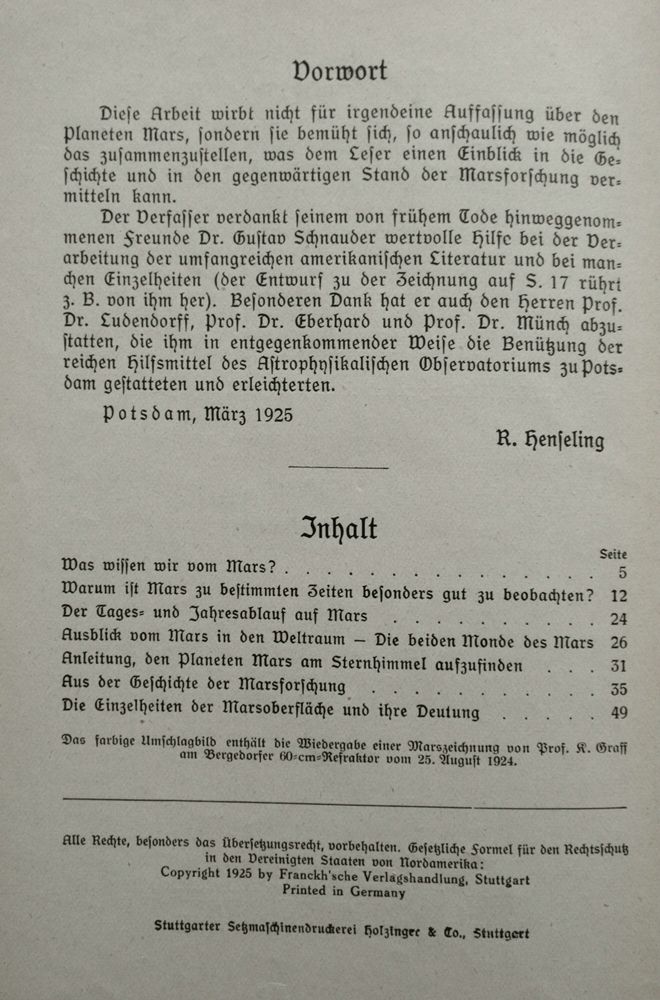 Vorwort
Diese Arbeit wirbt nicht für irgendeine Auffassung über den
Planeten Mars, sondern sie bemüht sich, so anschaulich wie möglich
das zusammenzustellen, was dem Leser einen Einblick in die Ge=
schichte und in den gegenwärtigen Stand der Marsforschung ver=
mitteln kann.
Der Verfasser verdankt seinem von frühem Tode hinweggenom=
menen Freunde Dr. Gustav Schnauder wertvolle Hilfe bei der Ver=
arbeitung der umfangreichen amerikanischen Literatur und bei man=
chen Einzelheiten (der Entwurf zu der Zeichnung auf S. 17 rührt
z. B. von ihm her). Besonderen Dank hat er auch den Herren Prof.
Dr. Ludendorff, Prof. Dr. Eberhard und Prof. Dr. Münch abzu=
statten, die ihm in entgegenkommender Weise die Benützung der
reichen Hilfsmittel des Astrophysikalischen Observatoriums zu Pots=
dam gestatteten und erleichterten.
Potsdam, März 1925
R. Henseling
Inhalt
Seite
Was wissen wir vom Mars? . . . . . . . . . . . . . . 5
Warum ist Mars zu bestimmten Zeiten besonders gut zu beobachten? 12
Der Tages= und Jahresablauf auf Mars . . . . . . . . . . 24
Ausblick vom Mars in den Weltraum — Die beiden Monde des Mars 26
Anleitung, den Planeten Mars am Sternhimmel aufzufinden . . . 31
Aus der Geschichte der Marsforschung . . . . . . . . . . . 35
Die Einzelheiten der Marsoberfläche und ihre Deutung . . . . . 49
Das farbige Umschlagbild enthält die Wiedergabe einer Marszeichnung von Prof. K. Graff
am Bergedorfer 60=cm=Refraktor vom 25. August 1924.
Alle Rechte, besonders das Übersetzungsrecht, vorbehalten. Gesetzliche Formel für den Rechtsschutz
in den Vereinigten Staaten von Nordamerika:
Copyright 1925 by Franckh'sche Verlagshandlung, Stuttgart
Printed in Germany
Stuttgarter Setzmaschinendruckerei Holzinger & Co., Stuttgart